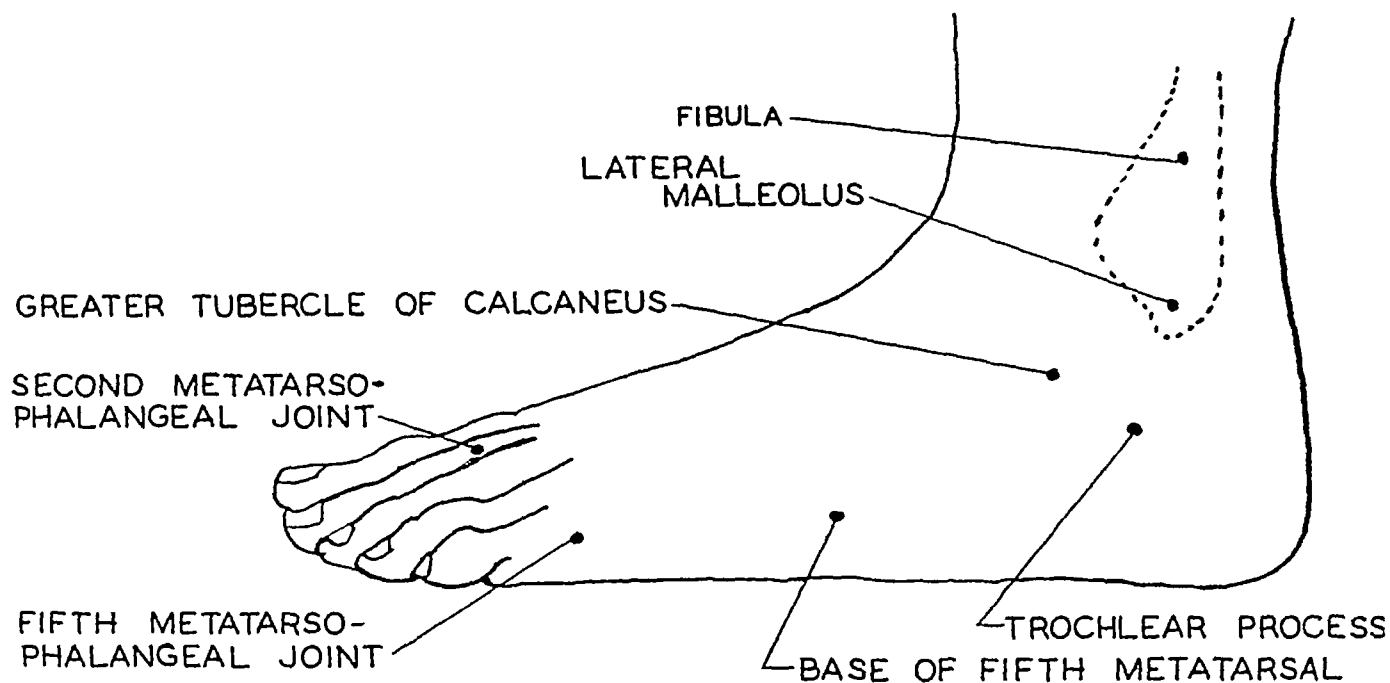 FIBULA
LATERAL
MALLEOLUS
GREATER TUBERCLE OF CALCANEUS
SECOND METATARSO-
PHALANGEAL JOINT
FIFTH METATARSO-
PHALANGEAL JOINT
TROCHLEAR PROCESS
BASE OF FIFTH METATARSAL